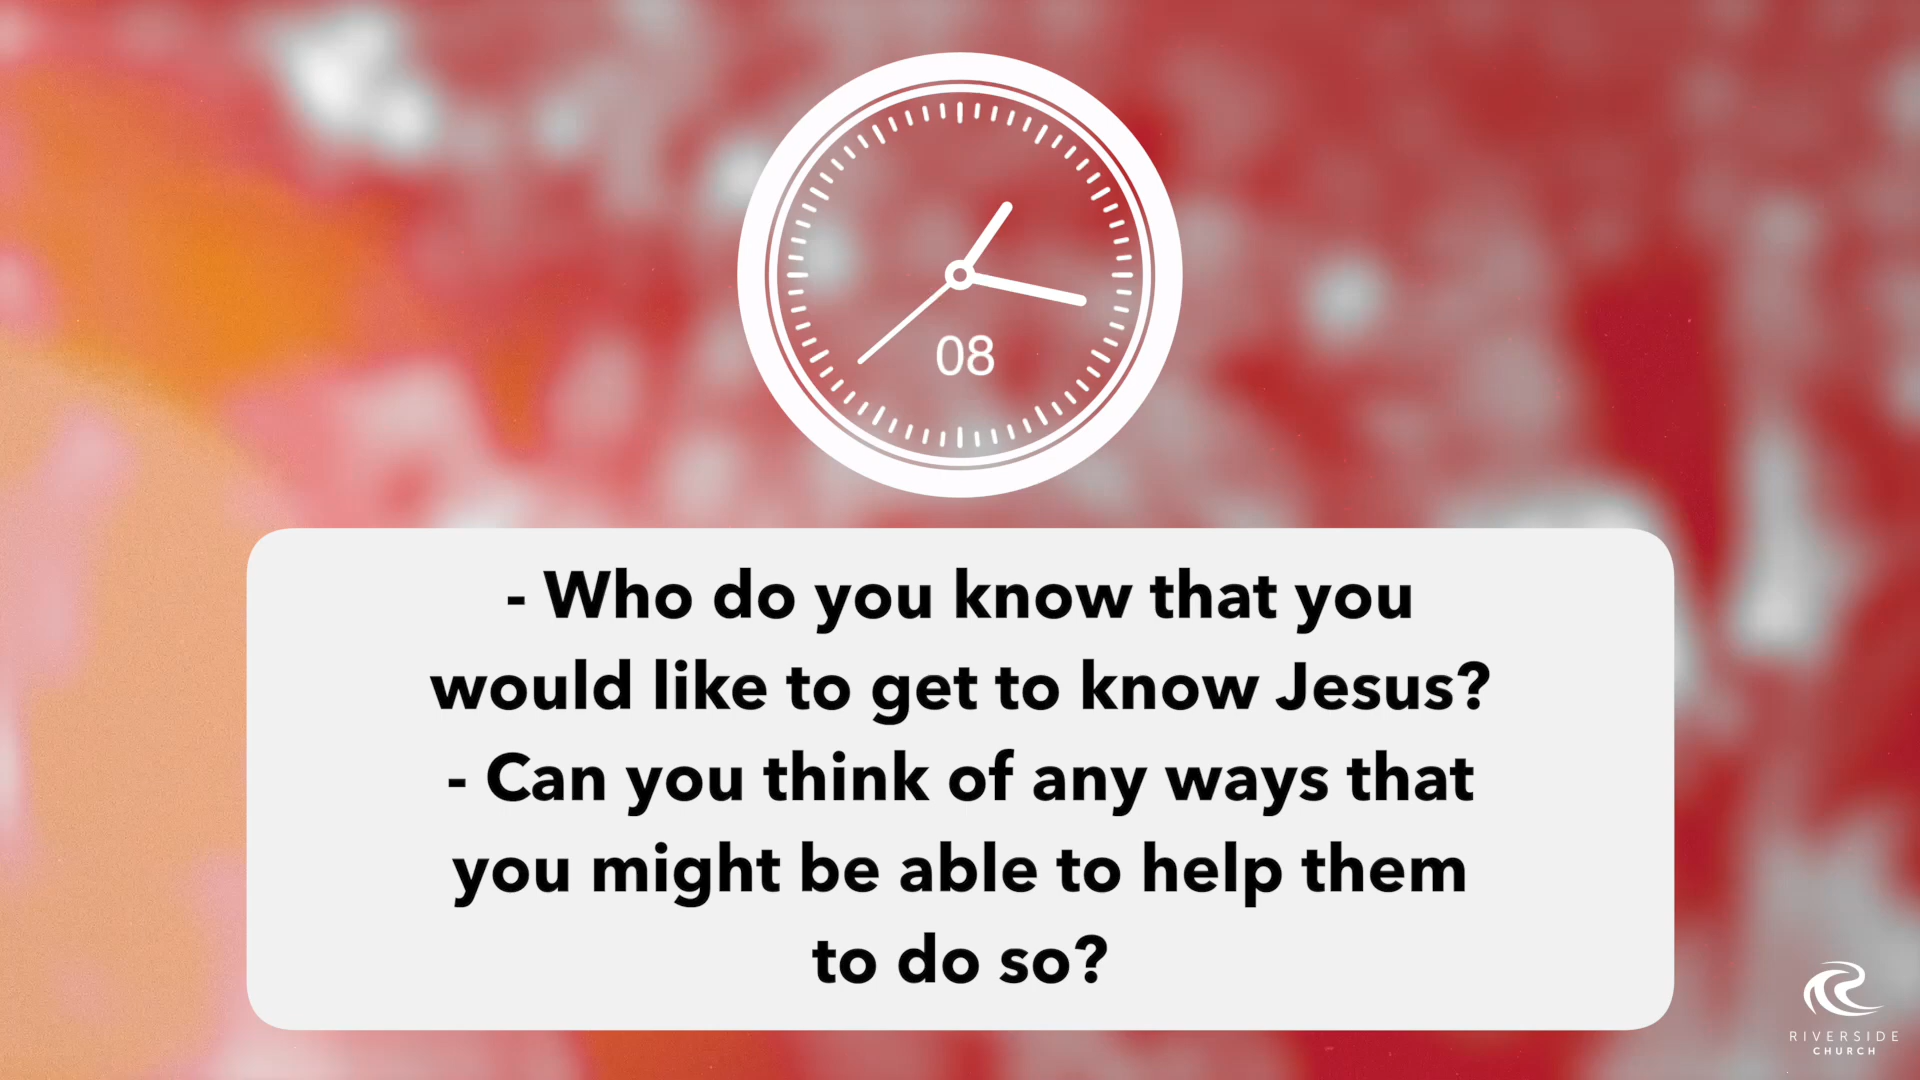 08
- Who do you know that you
would like to get to know Jesus?
- Can you think of any ways that
you might be able to help them
to do so?
RIVERSIDE
CHURCH